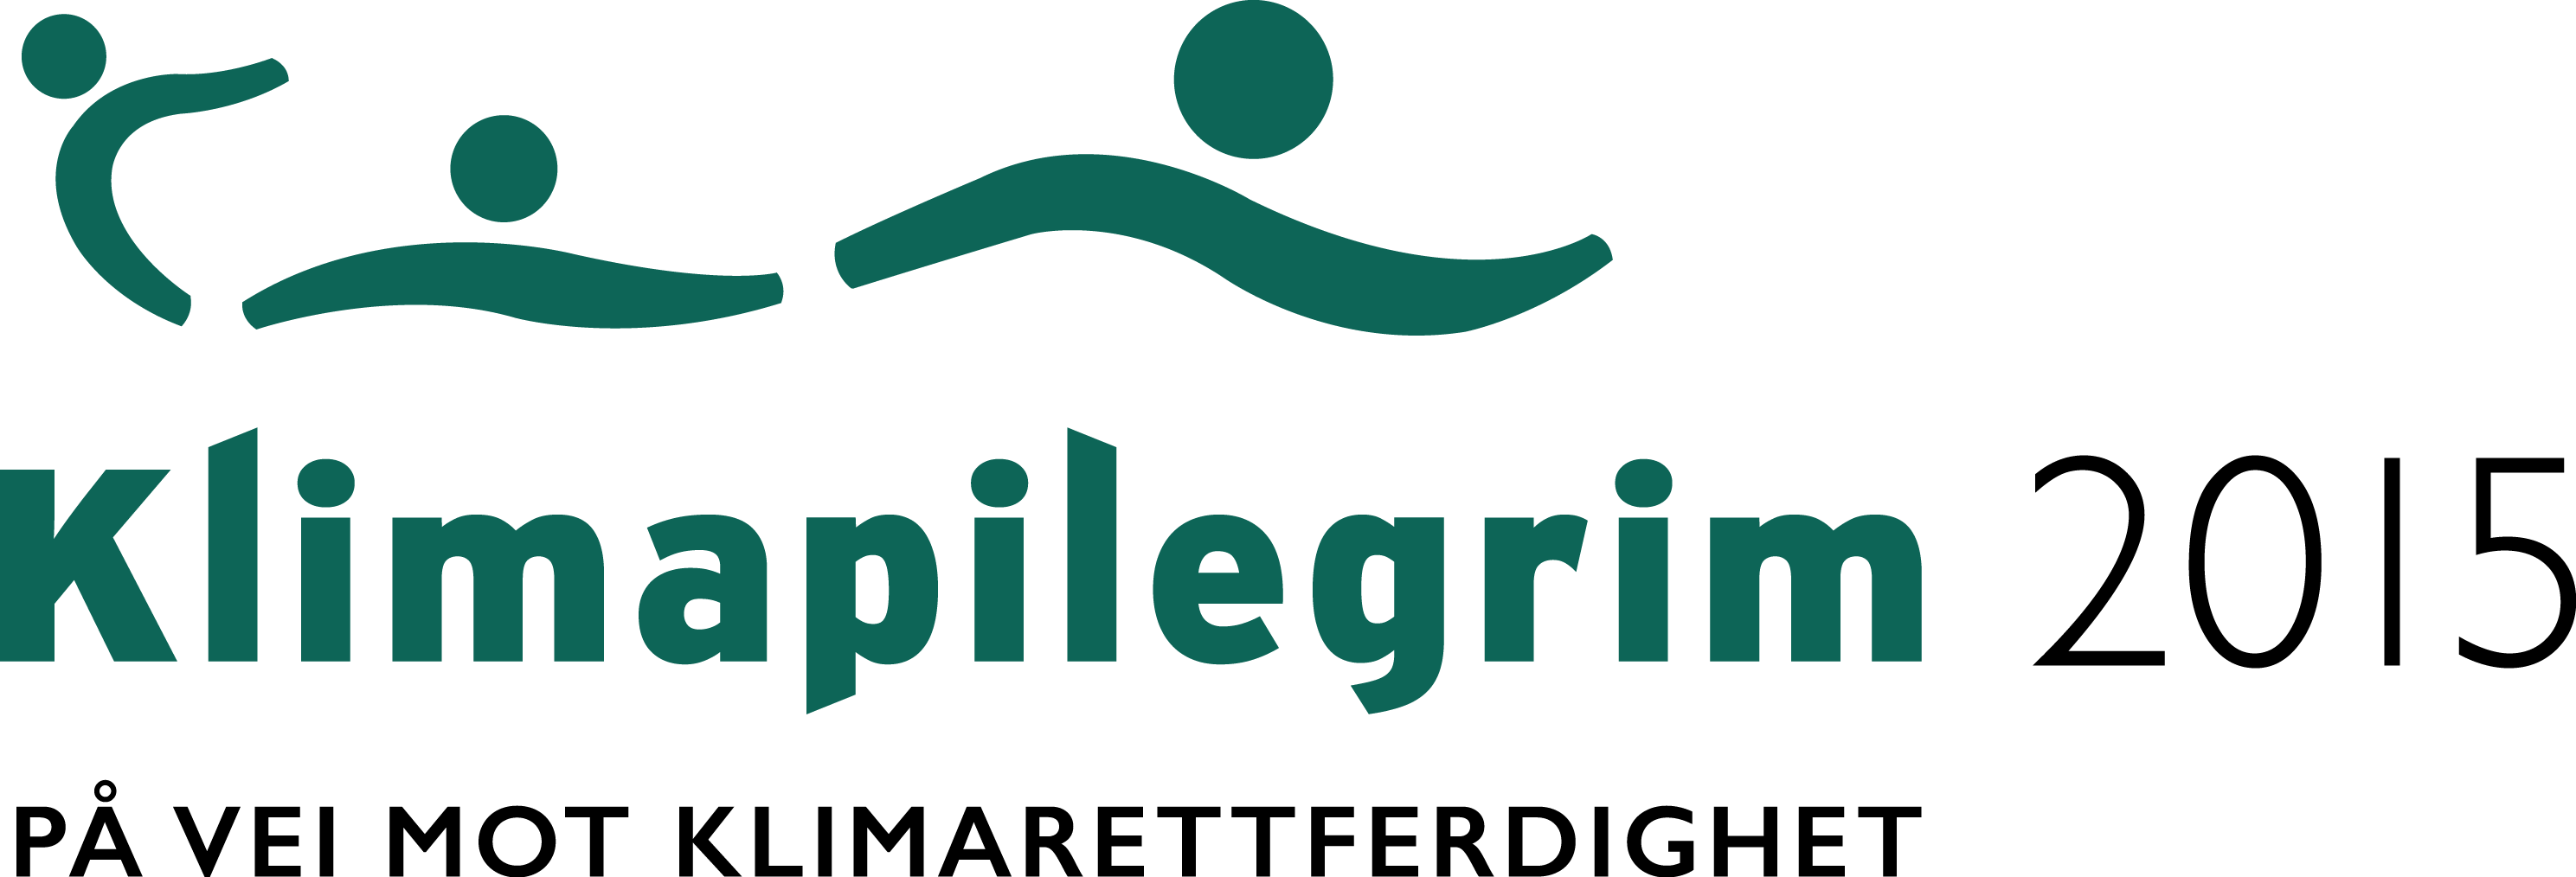 Klimapilegrim 2015
PÅ VEI MOT KLIMARETTFERDIGHET